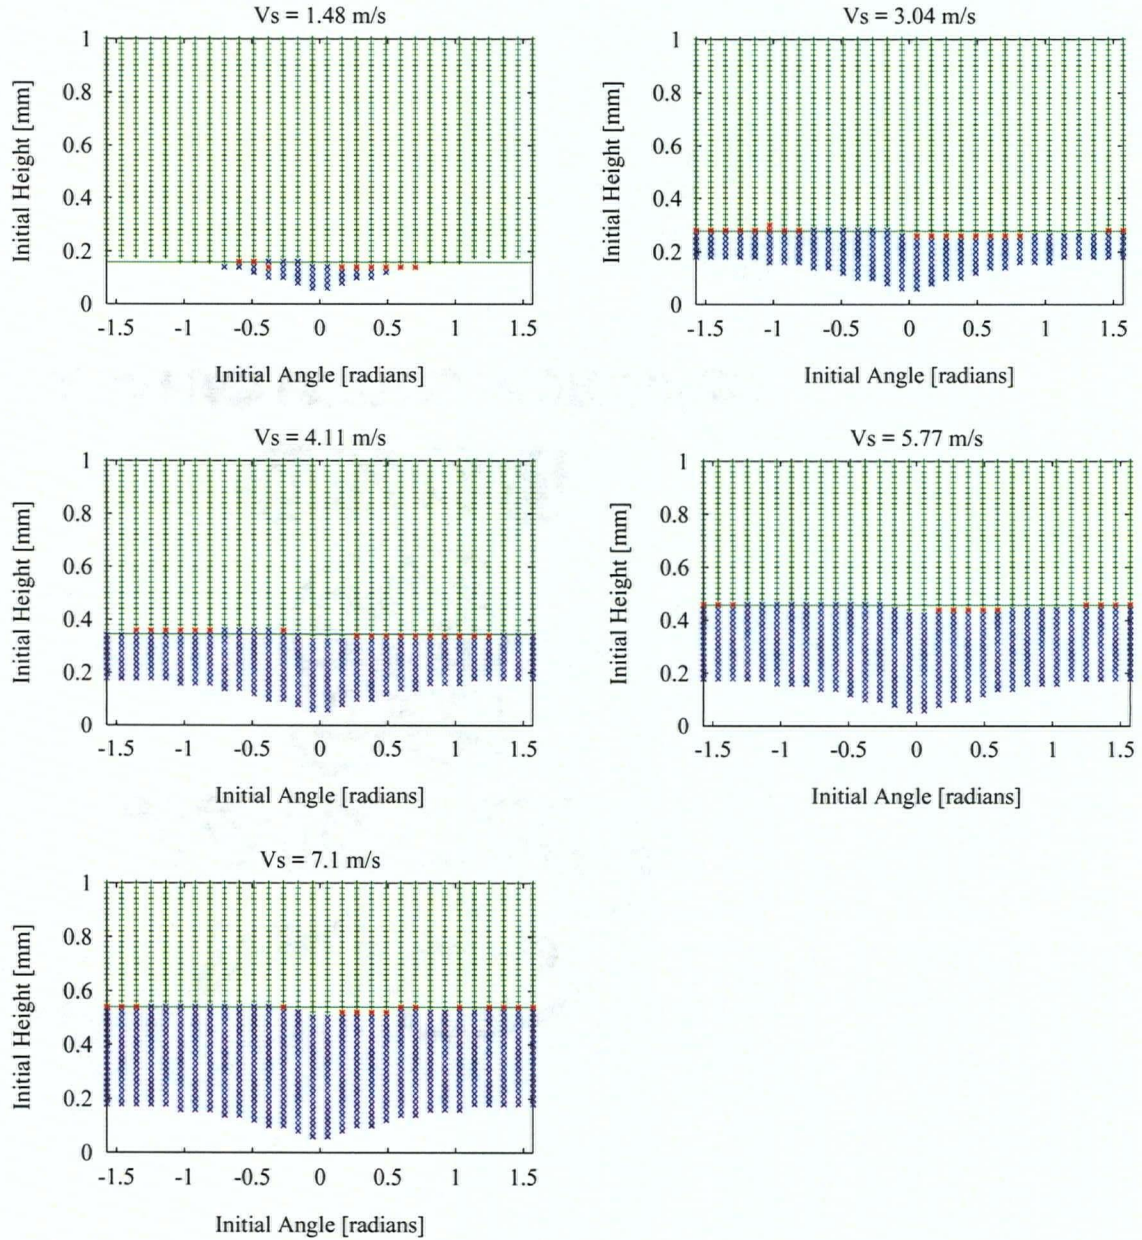 Vs = 1.48 m/s
Initial Height [mm]
1
0.8
0.6
0.4
0.2
0
-1.5 -1 -0.5 0 0.5 1 1.5
Initial Angle [radians]
Vs = 3.04 m/s
Initial Height [mm]
1
0.8
0.6
0.4
0.2
0
-1.5 -1 -0.5 0 0.5 1 1.5
Initial Angle [radians]
Vs = 4.11 m/s
Initial Height [mm]
1
0.8
0.6
0.4
0.2
0
-1.5 -1 -0.5 0 0.5 1 1.5
Initial Angle [radians]
Vs = 5.77 m/s
Initial Height [mm]
1
0.8
0.6
0.4
0.2
0
-1.5 -1 -0.5 0 0.5 1 1.5
Initial Angle [radians]
Vs = 7.1 m/s
Initial Height [mm]
1
0.8
0.6
0.4
0.2
0
-1.5 -1 -0.5 0 0.5 1 1.5
Initial Angle [radians]